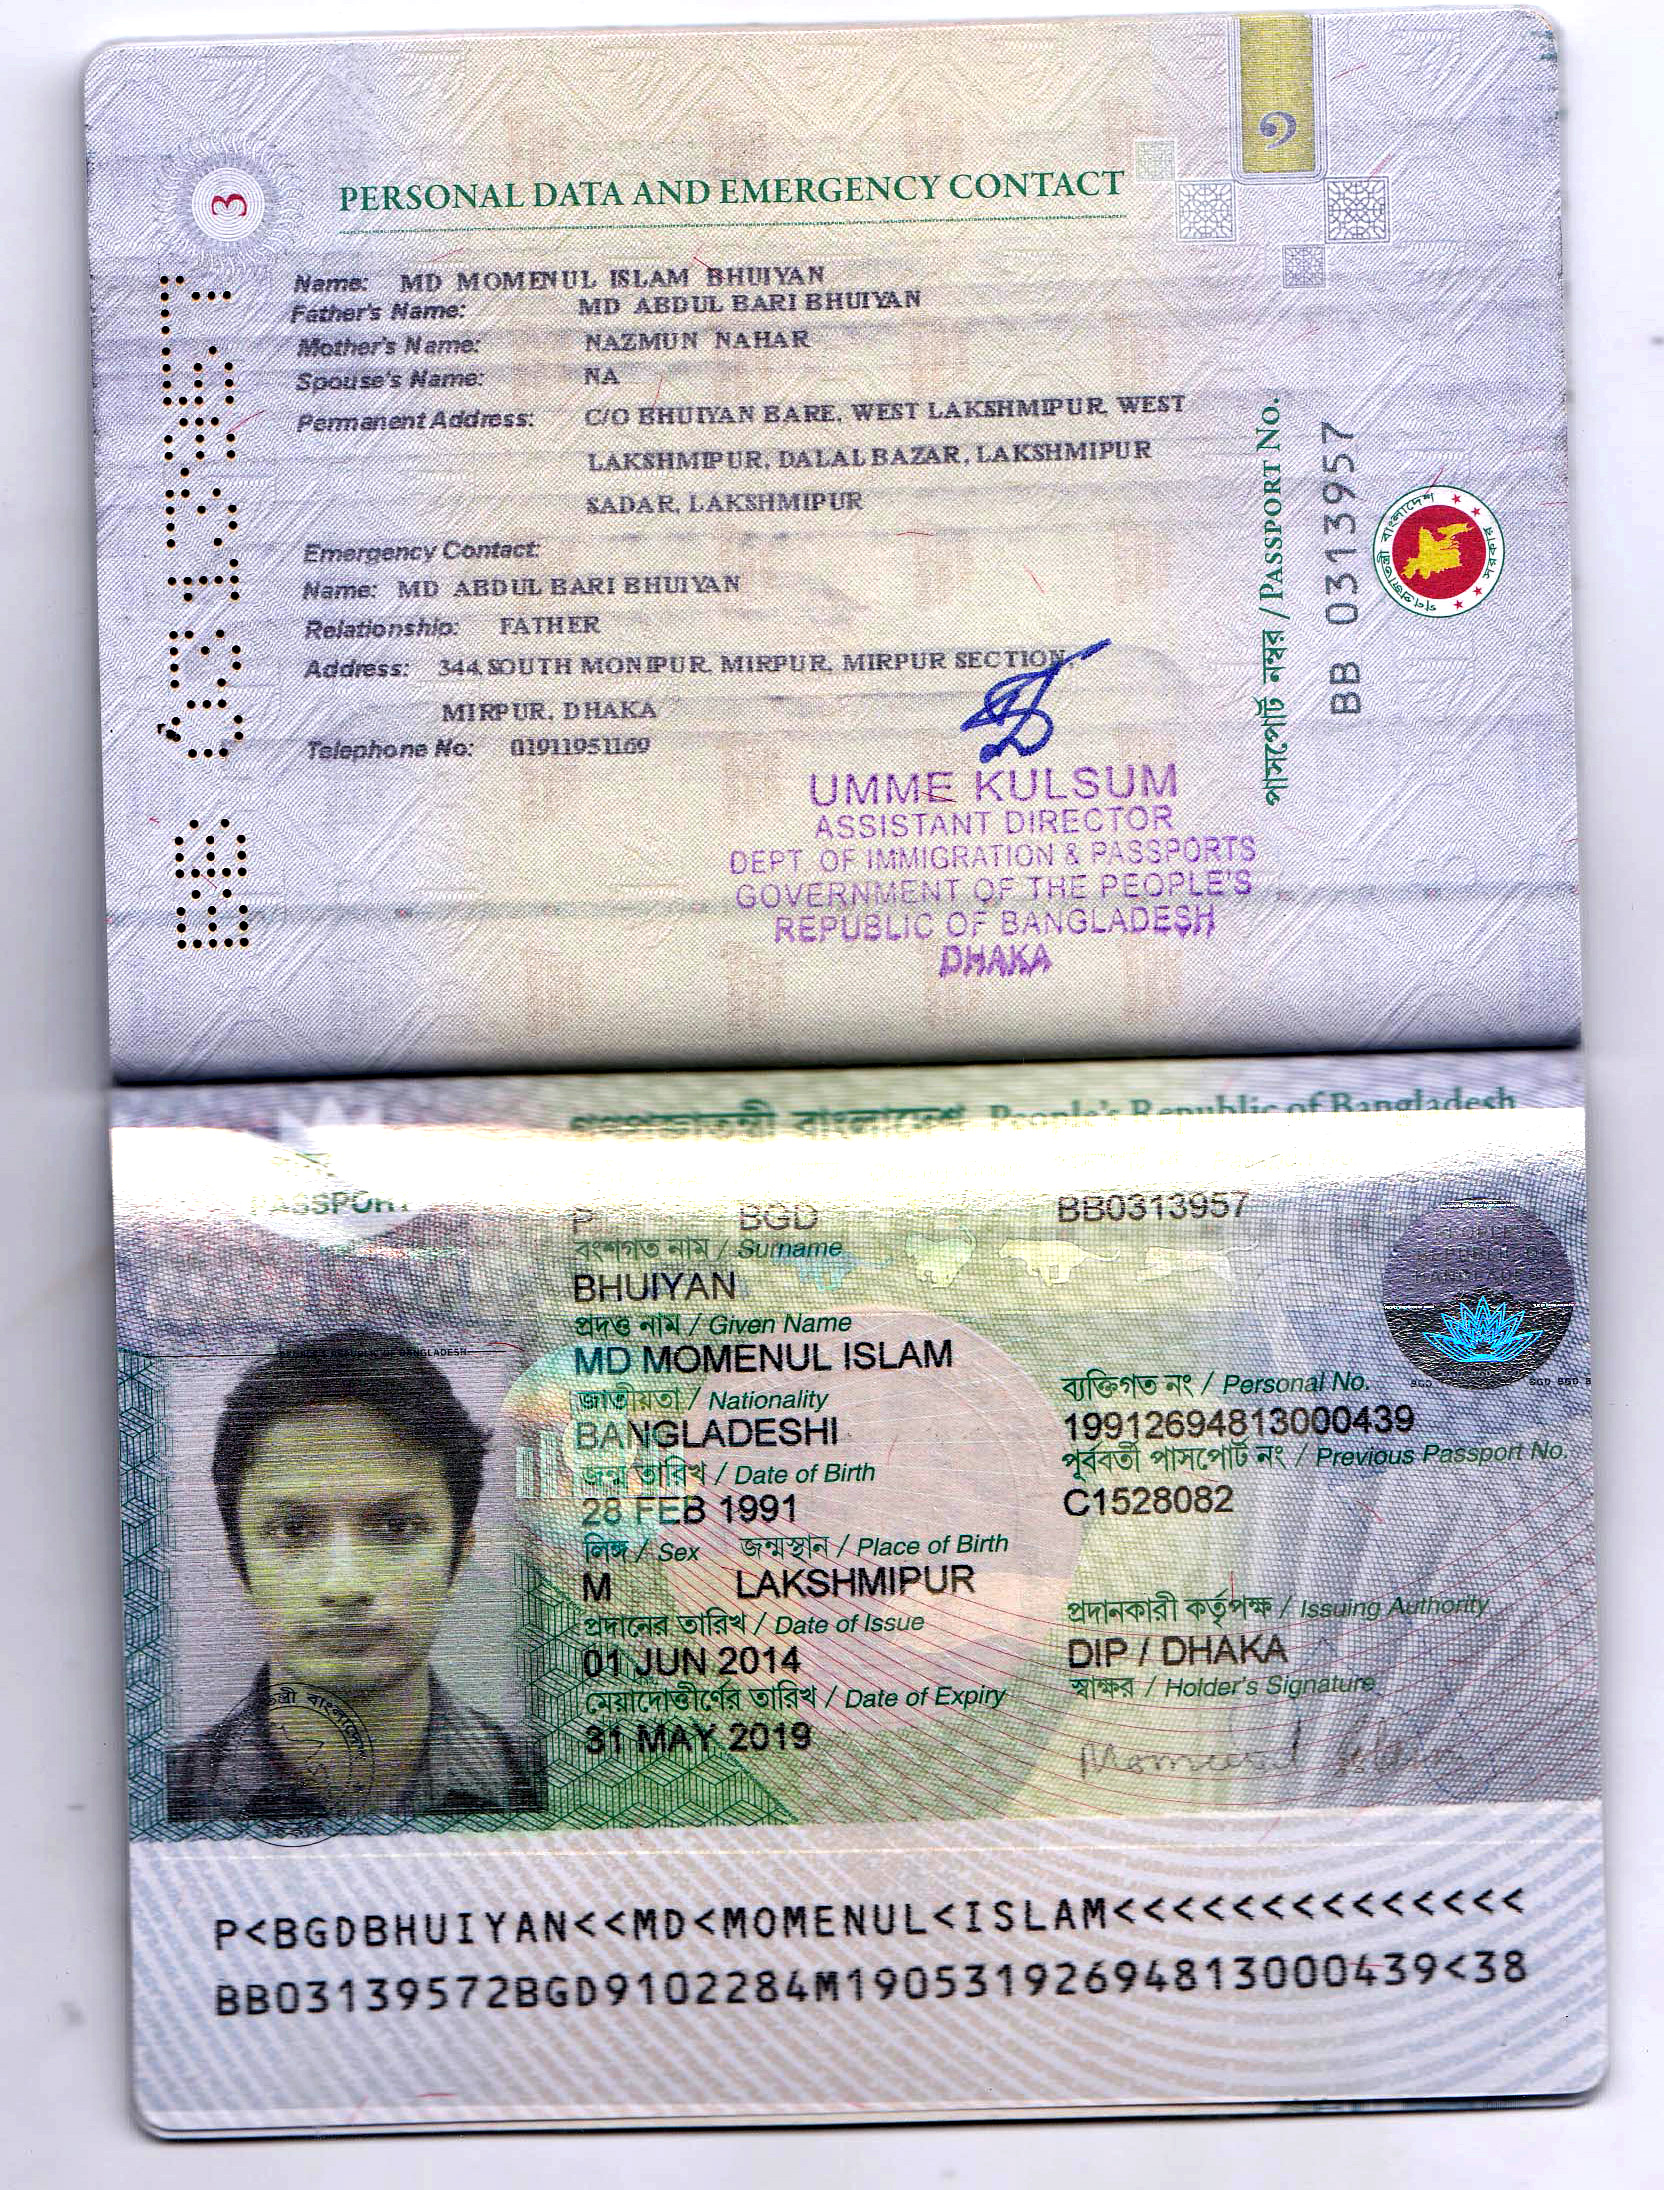 ১
3
PERSONAL DATA AND EMERGENCY CONTACT
Name: MD MOMENUL ISLAM BHUIYAN
Father's Name: MD ABDUL BARI BHUIYAN
Mother's Name: NAZMUN NAHAR
Spouse's Name: NA
Permanent Address: C/O BHUIYAN BARE, WEST LAKSHMIPUR, WEST
LAKSHMIPUR, DALAL BAZAR, LAKSHMIPUR
SADAR, LAKSHMIPUR
Emergency Contact:
Name: MD ABDUL BARI BHUIYAN
Relationship: FATHER
Address: 344, SOUTH MONIPUR, MIRPUR, MIRPUR SECTION,
MIRPUR, DHAKA
Telephone No: 01911951169
UMME KULSUM
ASSISTANT DIRECTOR
DEPT. OF IMMIGRATION & PASSPORTS
GOVERNMENT OF THE PEOPLE'S
REPUBLIC OF BANGLADESH
DHAKA
পাসপোর্ট নম্বর / PASSPORT NO.
BB 0313957
গণপ্রজাতন্ত্রী বাংলাদেশ সরকার
BB 0313957
গণপ্রজাতন্ত্রী বাংলাদেশ People's Republic of Bangladesh
PASSPORT
P BGD BB0313957
বংশগত নাম / Surname
BHUIYAN
প্রদত্ত নাম / Given Name
MD MOMENUL ISLAM
জাতীয়তা / Nationality
BANGLADESHI
ব্যক্তিগত নং / Personal No.
19912694813000439
জন্ম তারিখ / Date of Birth
28 FEB 1991
পূর্ববর্তী পাসপোর্ট নং / Previous Passport No.
C1528082
লিঙ্গ / Sex জন্মস্থান / Place of Birth
M LAKSHMIPUR
প্রদানের তারিখ / Date of Issue
01 JUN 2014
প্রদানকারী কর্তৃপক্ষ / Issuing Authority
DIP / DHAKA
মেয়াদোত্তীর্ণের তারিখ / Date of Expiry
31 MAY 2019
স্বাক্ষর / Holder's Signature
Momenul Islam
P<BGDBHUIYAN<<MD<MOMENUL<ISLAM<<<<<<<<<<<<<<
BB03139572BGD9102284M19053192694813000439<38